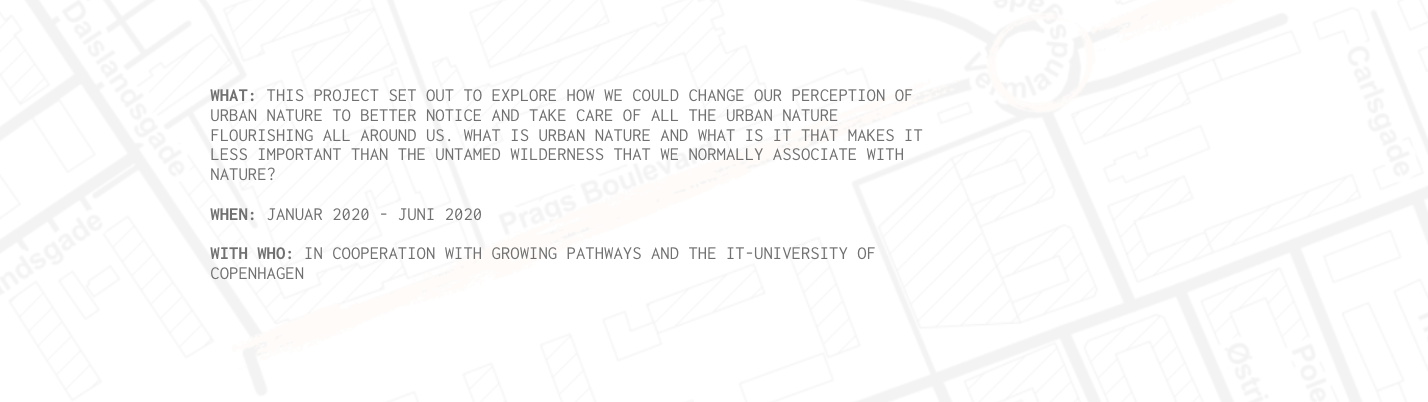 WHAT: THIS PROJECT SET OUT TO EXPLORE HOW WE COULD CHANGE OUR PERCEPTION OF
URBAN NATURE TO BETTER NOTICE AND TAKE CARE OF ALL THE URBAN NATURE
FLOURISHING ALL AROUND US. WHAT IS URBAN NATURE AND WHAT IS IT THAT MAKES IT
LESS IMPORTANT THAN THE UNTAMED WILDERNESS THAT WE NORMALLY ASSOCIATE WITH
NATURE?
WHEN: JANUAR 2020 - JUNI 2020
WITH WHO: IN COOPERATION WITH GROWING PATHWAYS AND THE IT-UNIVERSITY OF
COPENHAGEN
Dalslandsgade
ndsgade
Prags Bouleva
Carlsgade
Østri
Pole